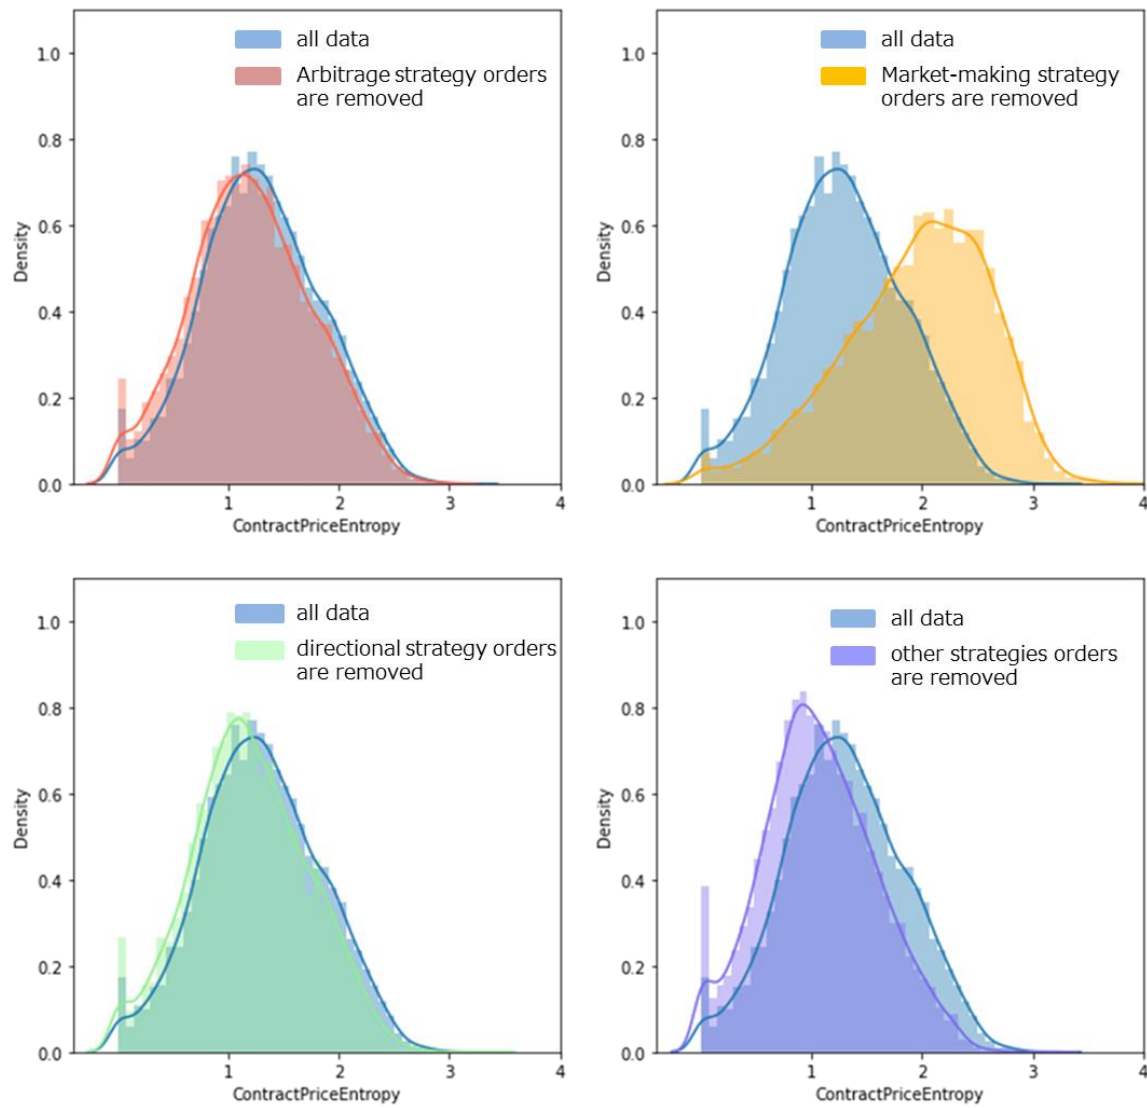 all data
Arbitrage strategy orders
are removed
1.0
0.8
0.6
0.4
0.2
0.0
Density
1
2
3
4
ContractPriceEntropy
all data
Market-making strategy
orders are removed
1.0
0.8
0.6
0.4
0.2
0.0
Density
1
2
3
4
ContractPriceEntropy
all data
directional strategy orders
are removed
1.0
0.8
0.6
0.4
0.2
0.0
Density
1
2
3
4
ContractPriceEntropy
all data
other strategies orders
are removed
1.0
0.8
0.6
0.4
0.2
0.0
Density
1
2
3
4
ContractPriceEntropy